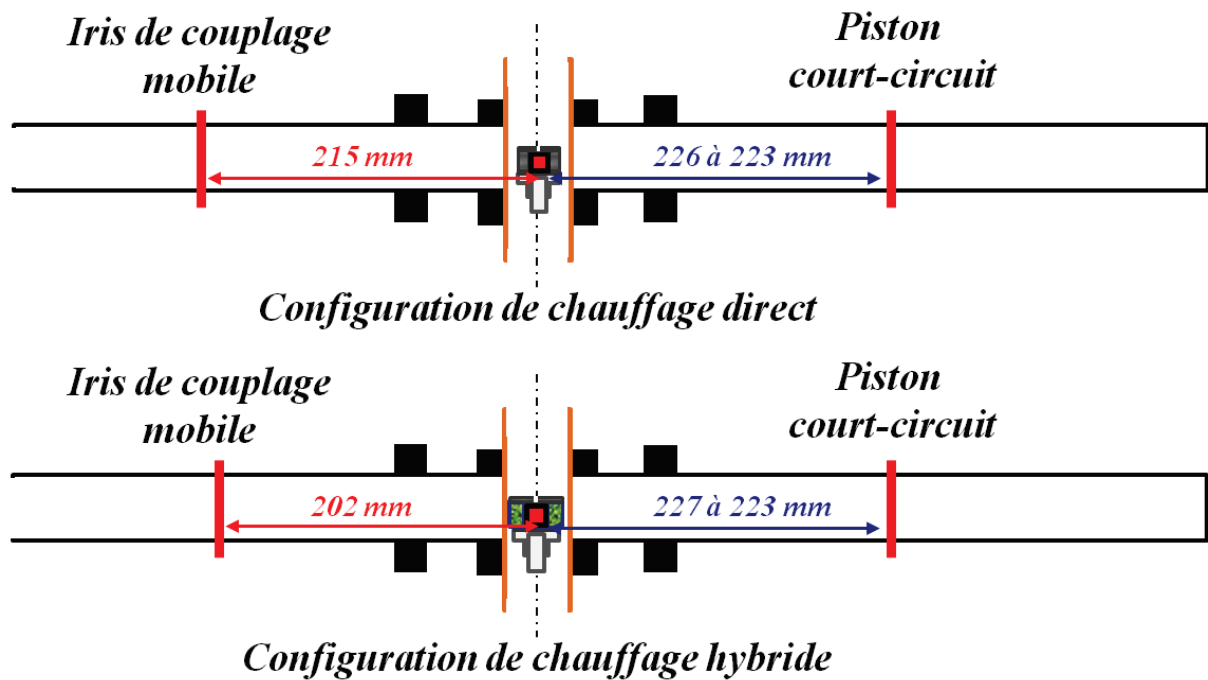 Iris de couplage
mobile
Piston
court-circuit
215 mm
226 à 223 mm
Configuration de chauffage direct
Iris de couplage
mobile
Piston
court-circuit
202 mm
227 à 223 mm
Configuration de chauffage hybride